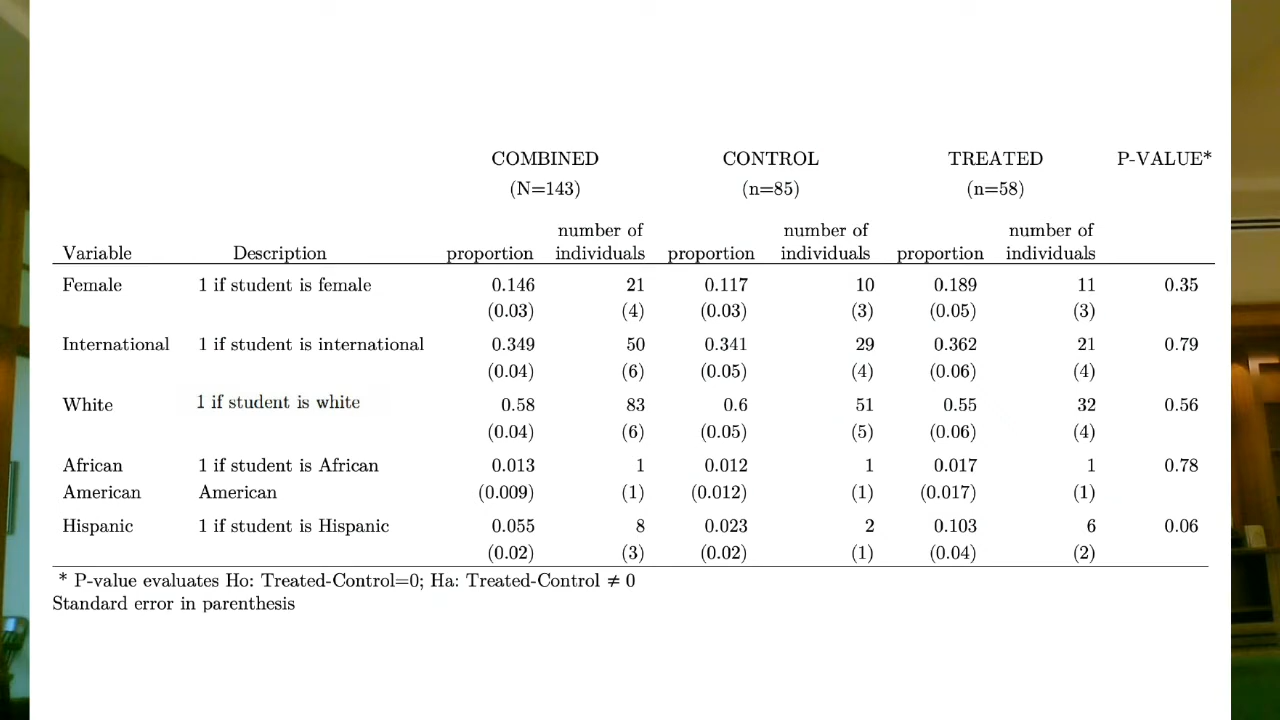 COMBINED CONTROL TREATED P-VALUE*
(N=143) (n=85) (n=58)
number of number of number of
Variable Description proportion individuals proportion individuals proportion individuals
Female 1 if student is female 0.146 21 0.117 10 0.189 11 0.35
(0.03) (4) (0.03) (3) (0.05) (3)
International 1 if student is international 0.349 50 0.341 29 0.362 21 0.79
(0.04) (6) (0.05) (4) (0.06) (4)
White 1 if student is white 0.58 83 0.6 51 0.55 32 0.56
(0.04) (6) (0.05) (5) (0.06) (4)
African 1 if student is African 0.013 1 0.012 1 0.017 1 0.78
American American (0.009) (1) (0.012) (1) (0.017) (1)
Hispanic 1 if student is Hispanic 0.055 8 0.023 2 0.103 6 0.06
(0.02) (3) (0.02) (1) (0.04) (2)
* P-value evaluates Ho: Treated-Control=0; Ha: Treated-Control ≠ 0
Standard error in parenthesis